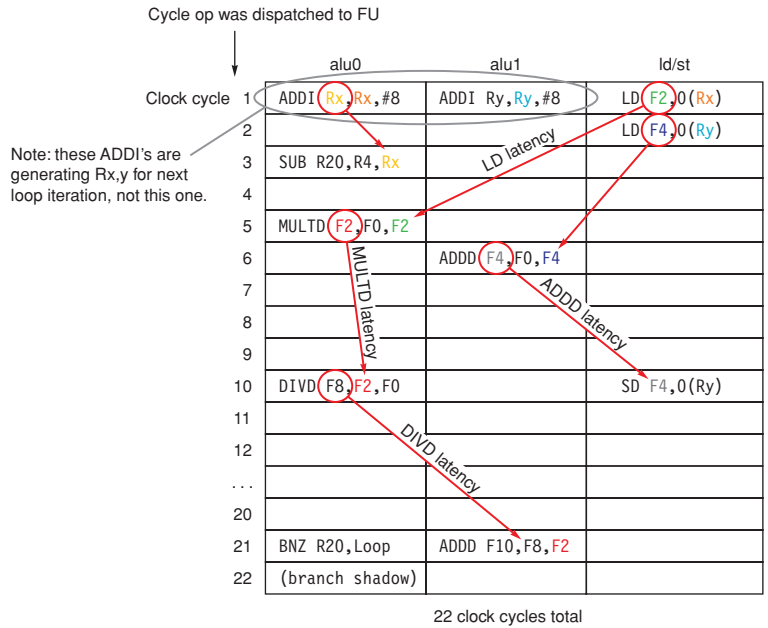 Cycle op was dispatched to FU
alu0 alu1 ld/st
Clock cycle 1 ADDI Rx,Rx,#8 ADDI Ry,Ry,#8 LD F2,0(Rx)
2 LD F4,0(Ry)
Note: these ADDI's are
generating Rx,y for next
loop iteration, not this one.
3 SUB R20,R4,Rx
LD latency
4
5 MULTD F2,F0,F2
6 ADDD F4,F0,F4
7
MULTD latency
ADDD latency
8
9
10 DIVD F8,F2,F0 SD F4,0(Ry)
11
12
DIVD latency
...
20
21 BNZ R20,Loop ADDD F10,F8,F2
22 (branch shadow)
22 clock cycles total